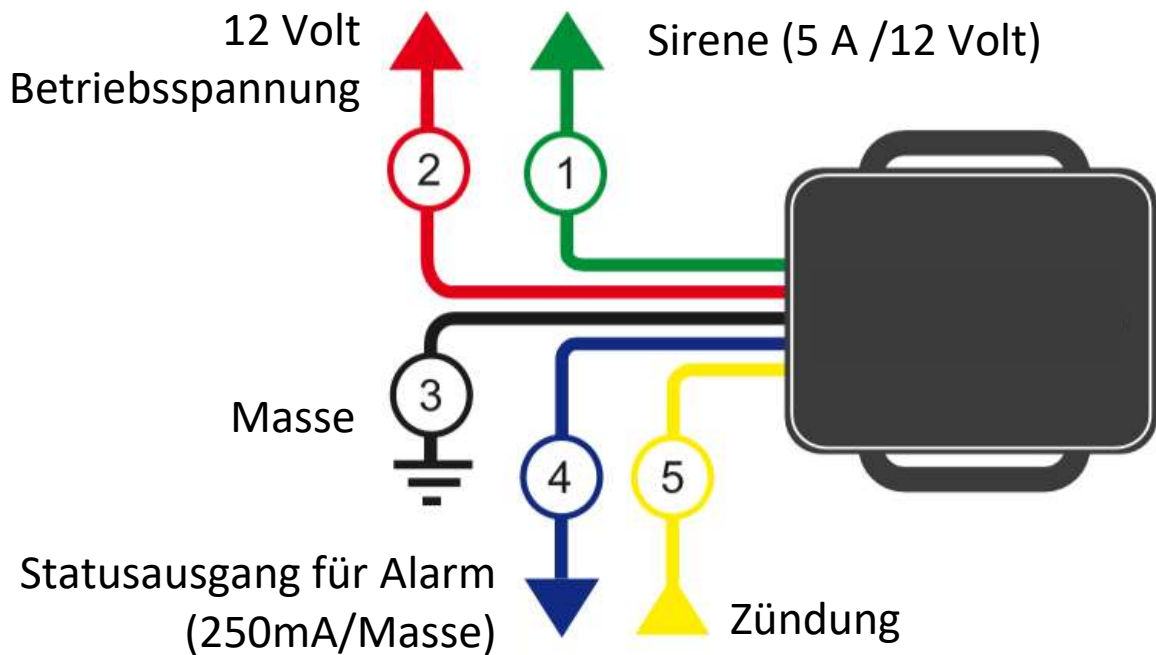 12 Volt
Betriebsspannung
Sirene (5 A /12 Volt)
2
1
3
Masse
4
5
Statusausgang für Alarm
(250mA/Masse)
Zündung